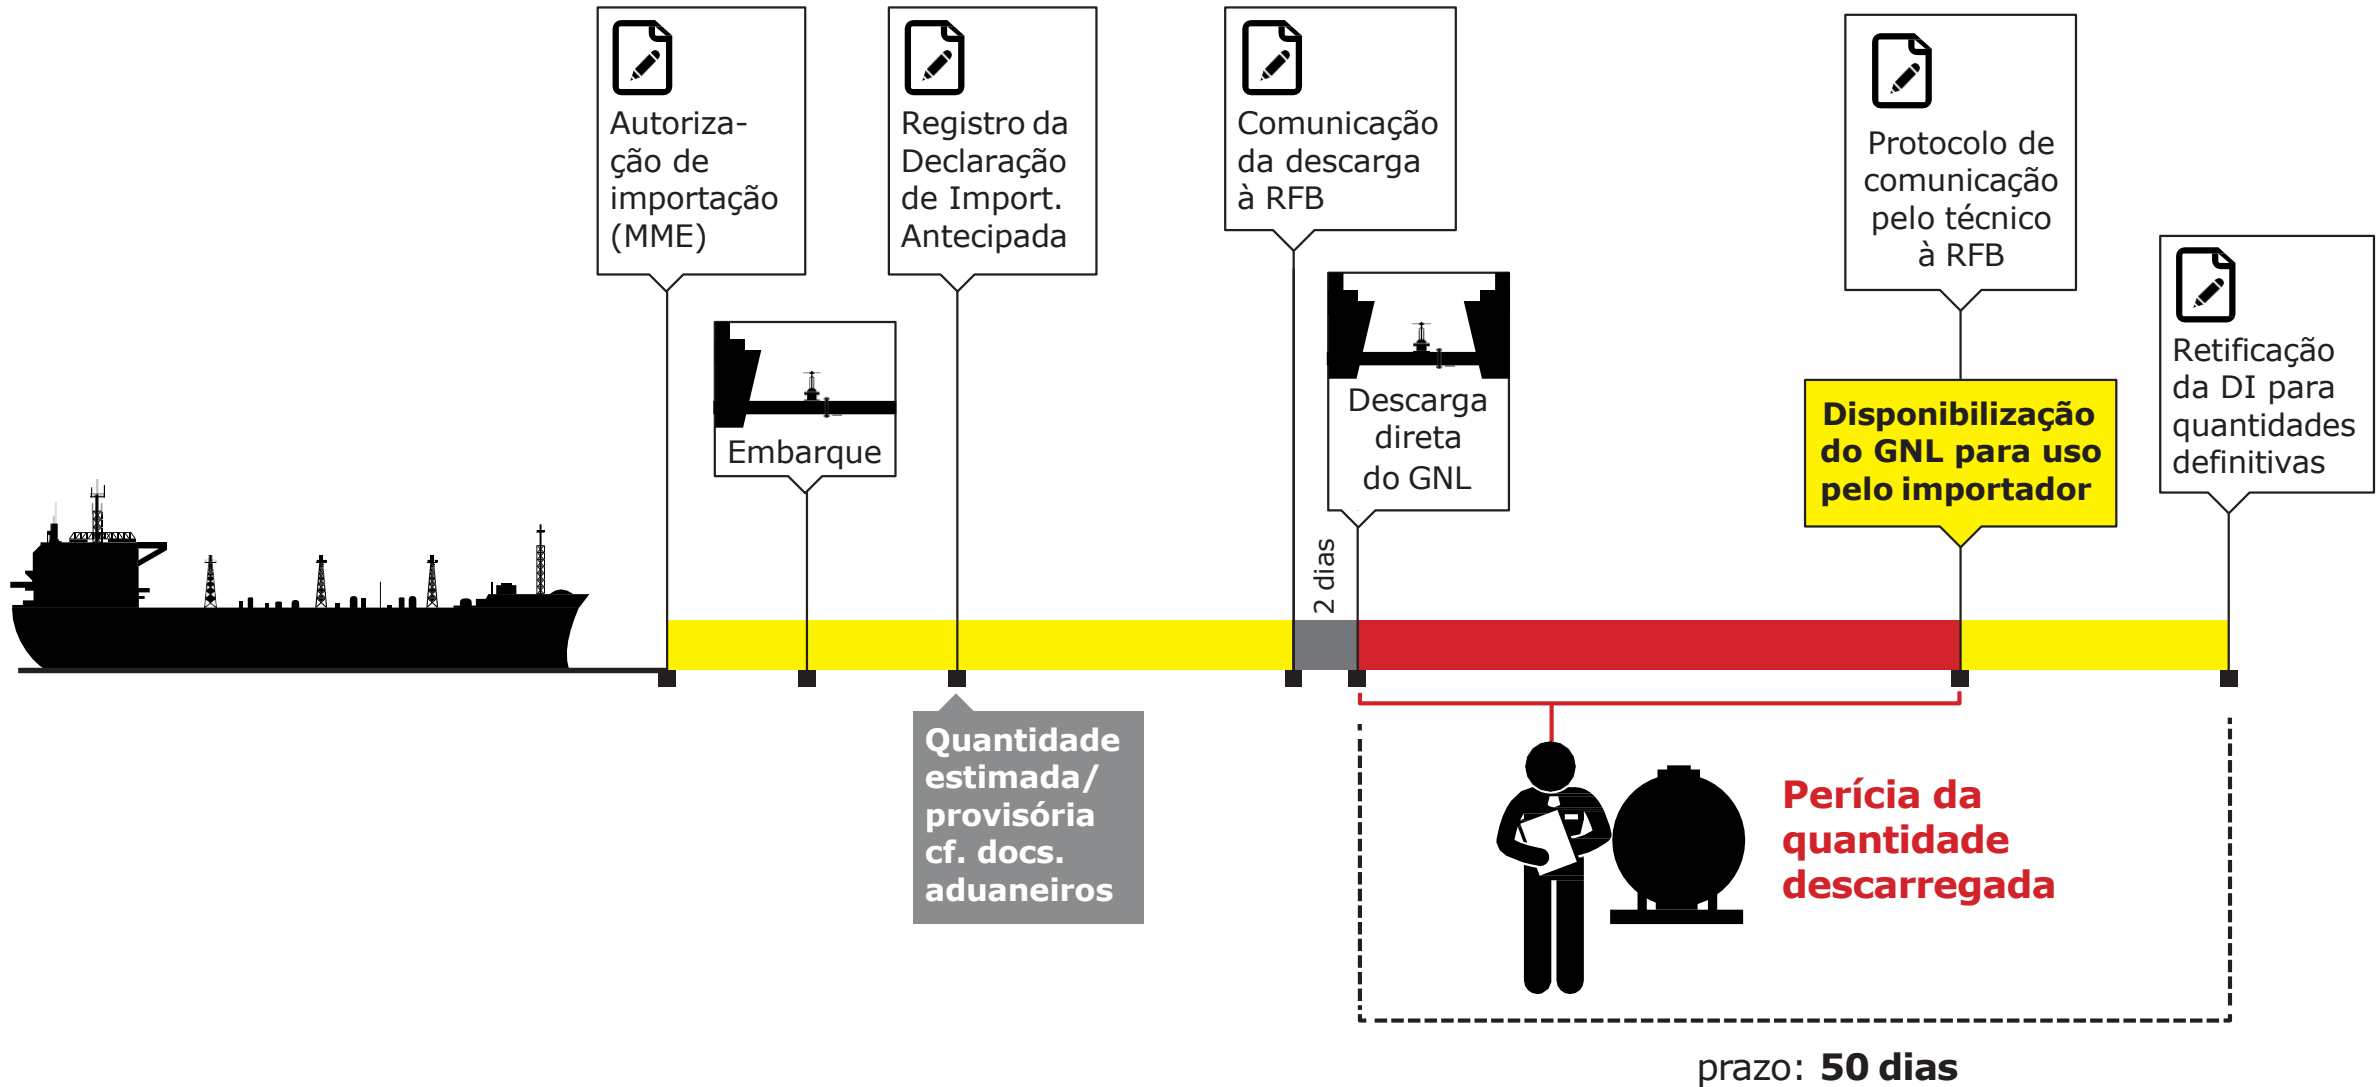 Autoriza-
ção de
importação
(MME)
Embarque
Registro da
Declaração
de Import.
Antecipada
Quantidade
estimada/
provisória
cf. docs.
aduaneiros
Comunicação
da descarga
à RFB
2 dias
Descarga
direta
do GNL
Protocolo de
comunicação
pelo técnico
à RFB
Disponibilização
do GNL para uso
pelo importador
Retificação
da DI para
quantidades
definitivas
Perícia da
quantidade
descarregada
prazo: 50 dias